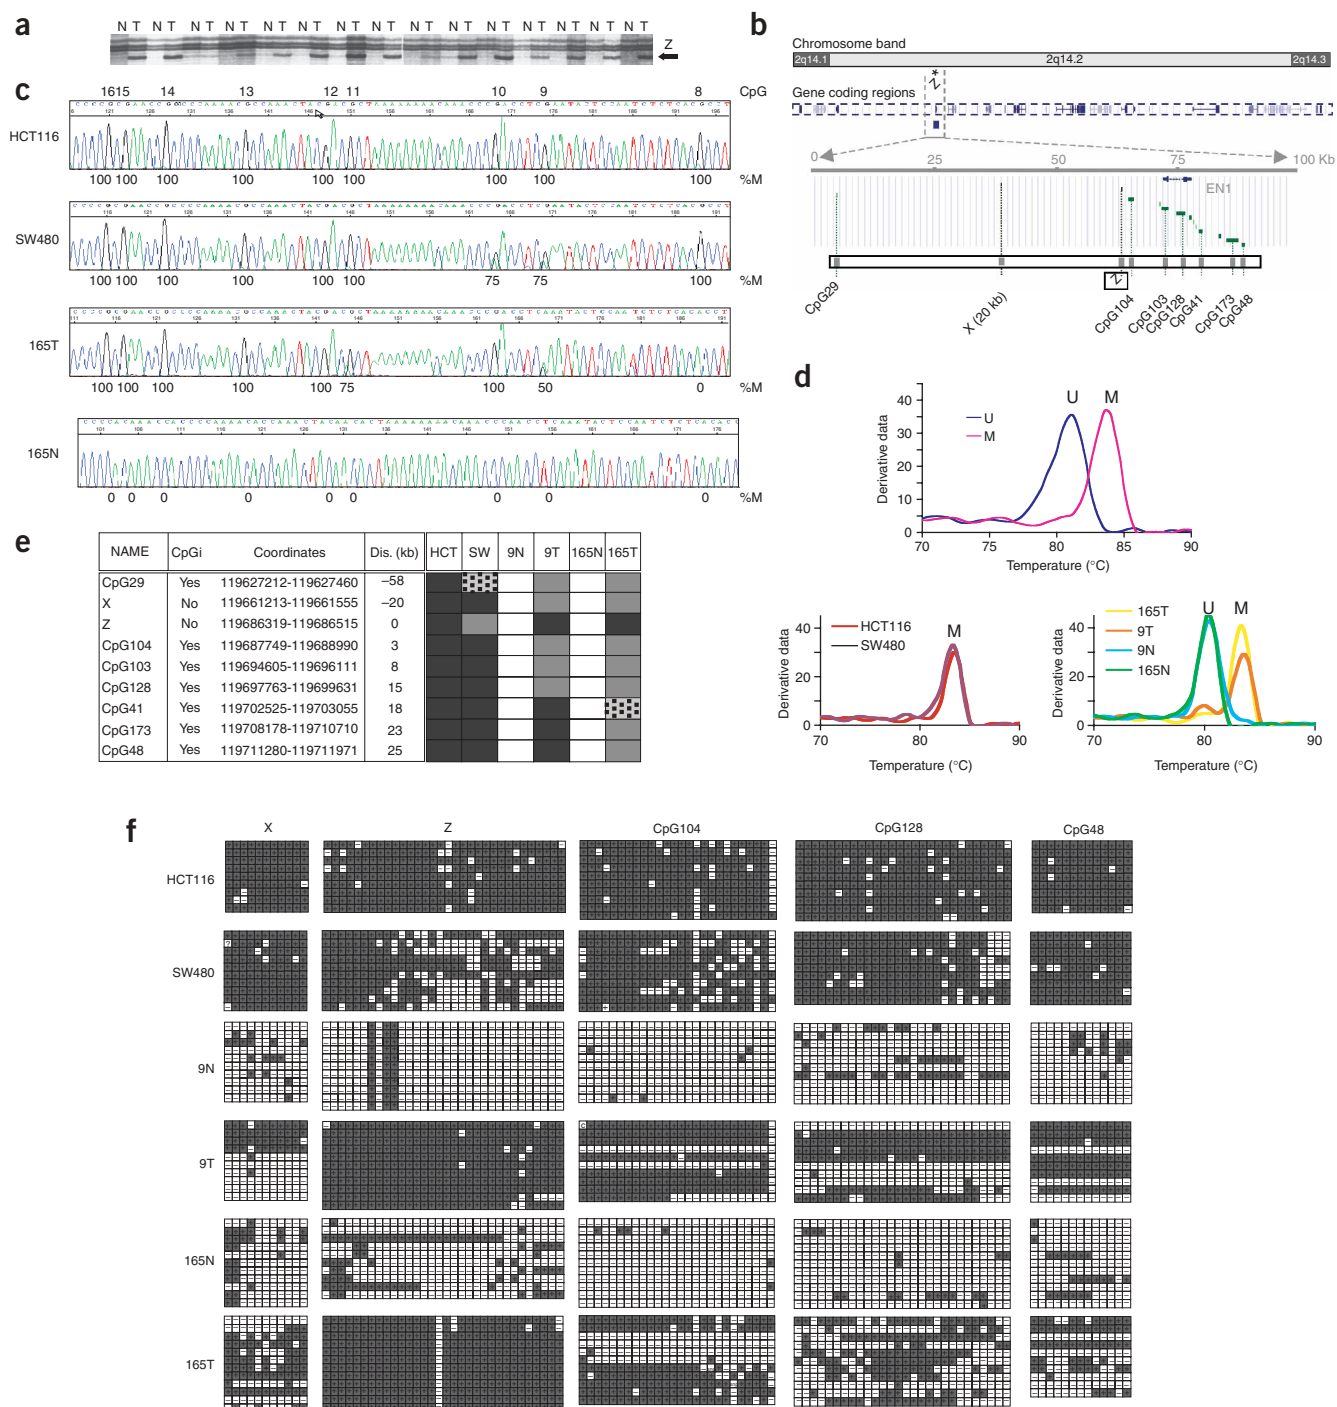 a
N T N T N T N T N T N T N T N T N T N T N T N T N T N T
Z
b
Chromosome band
2q14.1 2q14.2 2q14.3
Z*
Gene coding regions
0 25 50 75 100 Kb
EN1
CpG29
X (20 kb)
Z
CpG104
CpG103
CpG128
CpG41
CpG173
CpG48
c
16 15 14 13 12 11 10 9 8 CpG
HCT116
100 100 100 100 100 100 100 100 100 %M
SW480
100 100 100 100 100 100 75 75 100 %M
165T
100 100 100 100 100 75 100 50 0 %M
165N
0 0 0 0 0 0 0 0 0 %M
d
Derivative data
40
30
20
10
0
U
M
U M
70 75 80 85 90
Temperature (°C)
Derivative data
40
30
20
10
0
HCT116
SW480
M
70 80 90
Temperature (°C)
Derivative data
40
30
20
10
0
U M
165T
9T
9N
165N
70 80 90
Temperature (°C)
e
NAME CpGi Coordinates Dis. (kb) HCT SW 9N 9T 165N 165T
CpG29 Yes 119627212-119627460 –58
X No 119661213-119661555 –20
Z No 119686319-119686515 0
CpG104 Yes 119687749-119688990 3
CpG103 Yes 119694605-119696111 8
CpG128 Yes 119697763-119699631 15
CpG41 Yes 119702525-119703055 18
CpG173 Yes 119708178-119710710 23
CpG48 Yes 119711280-119711971 25
f
X Z CpG104 CpG128 CpG48
HCT116
SW480
9N
9T
165N
165T